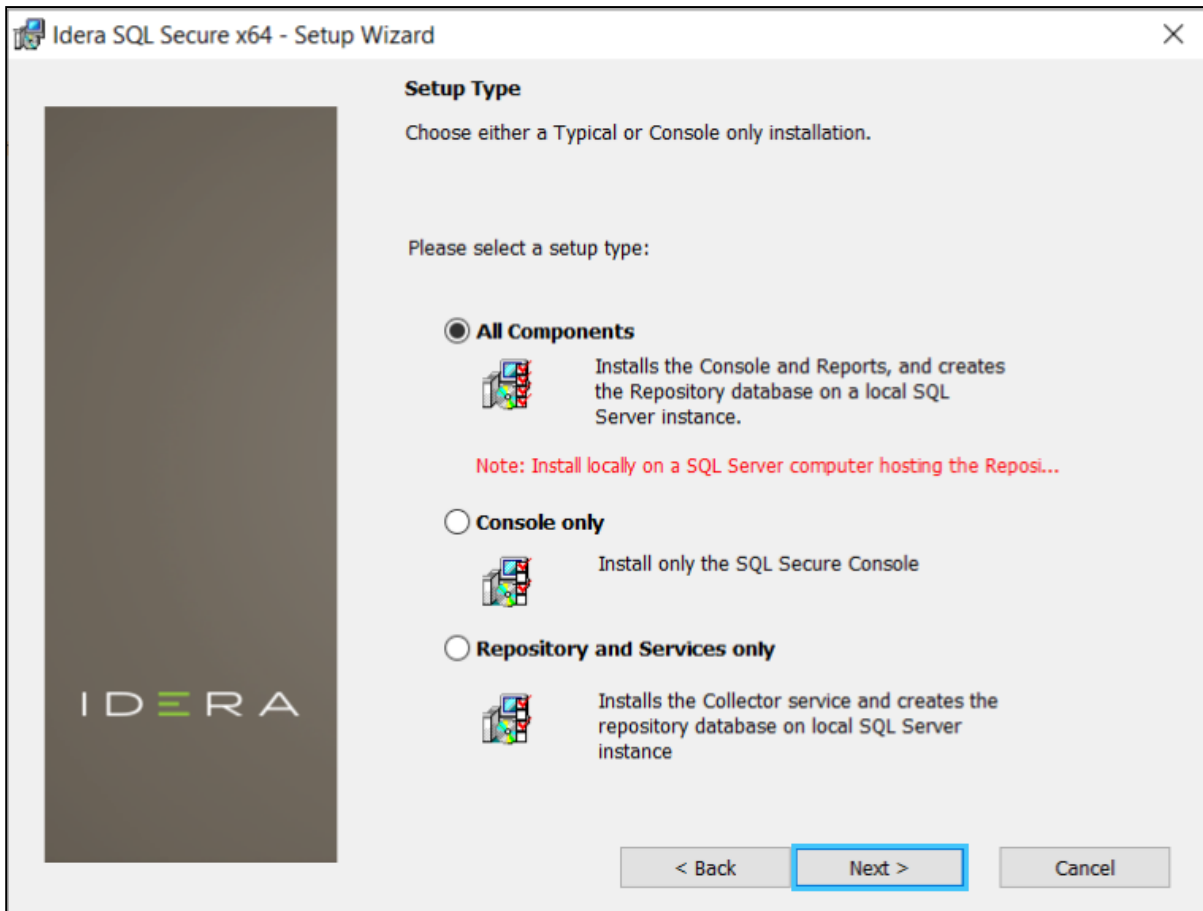 Idera SQL Secure x64 - Setup Wizard
Setup Type
Choose either a Typical or Console only installation.
Please select a setup type:
All Components
Installs the Console and Reports, and creates
the Repository database on a local SQL
Server instance.
Note: Install locally on a SQL Server computer hosting the Reposi...
Console only
Install only the SQL Secure Console
Repository and Services only
Installs the Collector service and creates the
repository database on local SQL Server
instance
IDERA
< Back
Next >
Cancel